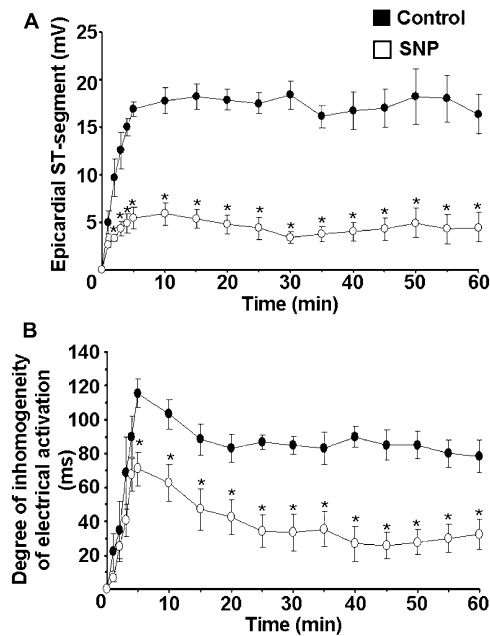 A
Control
SNP
Epicardial ST-segment (mV)
25
20
15
10
5
0
* * * * * * * * * * * * * * *
0 10 20 30 40 50 60
Time (min)
B
Degree of inhomogeneity
of electrical activation
(ms)
140
120
100
80
60
40
20
* * * * * * * * * * * *
0 10 20 30 40 50 60
Time (min)